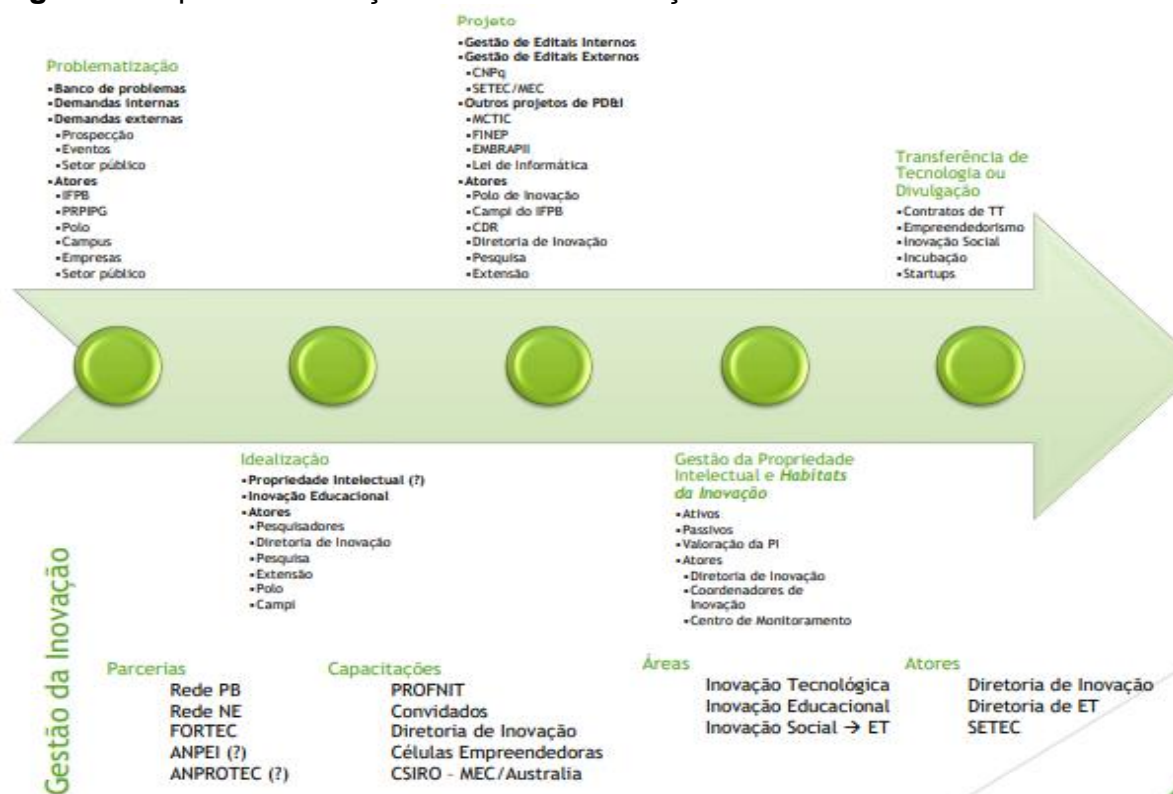 Problematização
▪Banco de problemas
▪Demandas internas
▪Demandas externas
▪Prospecção
▪Eventos
▪Setor público
▪Atores
▪IFPB
▪PRPIPG
▪Polo
▪Campus
▪Empresas
▪Setor público
Projeto
▪Gestão de Editais Internos
▪Gestão de Editais Externos
▪CNPq
▪SETEC/MEC
▪Outros projetos de PD&I
▪MCTIC
▪FINEP
▪EMBRAPII
▪Lei de Informática
▪Atores
▪Polo de Inovação
▪Campi do IFPB
▪CDR
▪Diretoria de Inovação
▪Pesquisa
▪Extensão
Transferência de
Tecnologia ou
Divulgação
▪Contratos de TT
▪Empreendedorismo
▪Inovação Social
▪Incubação
▪Startups
Idealização
▪Propriedade Intelectual (?)
▪Inovação Educacional
▪Atores
▪Pesquisadores
▪Diretoria de Inovação
▪Pesquisa
▪Extensão
▪Polo
▪Campi
Gestão da Propriedade
Intelectual e Habitats
da Inovação
▪Ativos
▪Passivos
▪Valoração da PI
▪Atores
▪Diretoria de Inovação
▪Coordenadores de
Inovação
▪Centro de Monitoramento
Gestão da Inovação
Parcerias
Rede PB
Rede NE
FORTEC
ANPEI (?)
ANPROTEC (?)
Capacitações
PROFNIT
Convidados
Diretoria de Inovação
Células Empreendedoras
CSIRO - MEC/Australia
Áreas
Inovação Tecnológica
Inovação Educacional
Inovação Social → ET
Atores
Diretoria de Inovação
Diretoria de ET
SETEC